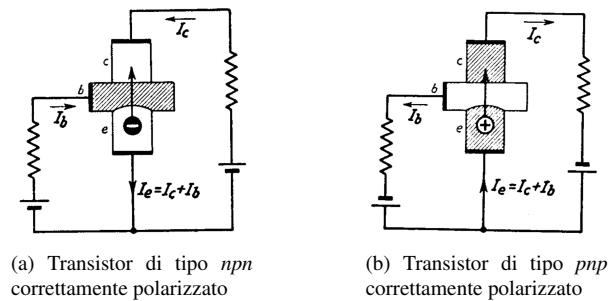 I_c
c
b
I_b
e
I_e=I_c+I_b
(a) Transistor di tipo npn
correttamente polarizzato
I_c
c
b
I_b
e
I_e=I_c+I_b
(b) Transistor di tipo pnp
correttamente polarizzato